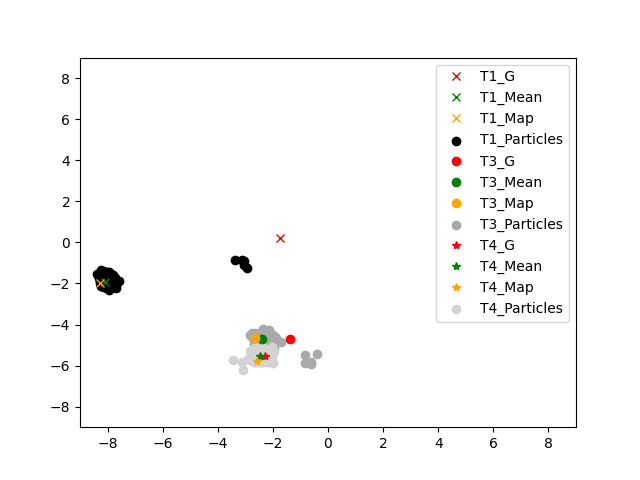 8
6
4
2
0
−2
−4
−6
−8
−8 −6 −4 −2 0 2 4 6 8
T1_G
T1_Mean
T1_Map
T1_Particles
T3_G
T3_Mean
T3_Map
T3_Particles
T4_G
T4_Mean
T4_Map
T4_Particles